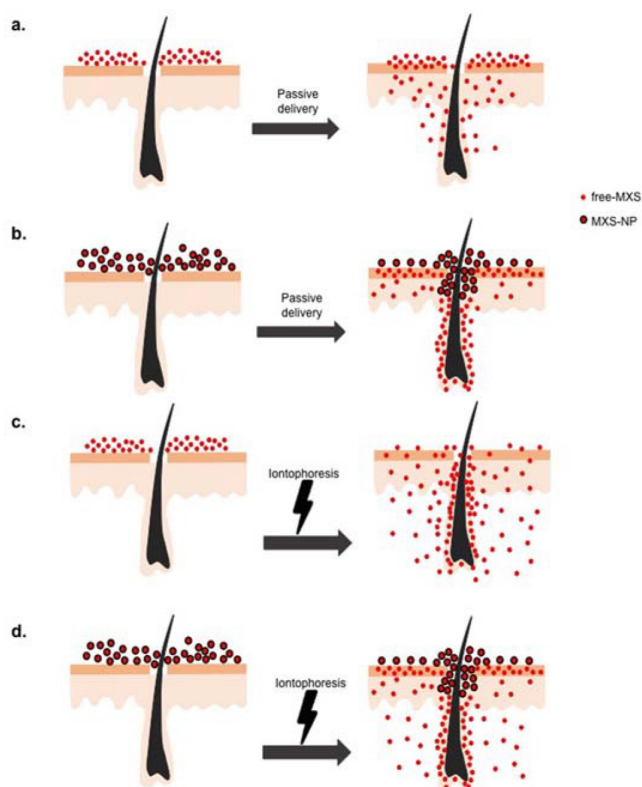 a.
Passive
delivery
free-MXS
MXS-NP
b.
Passive
delivery
c.
Iontophoresis
d.
Iontophoresis